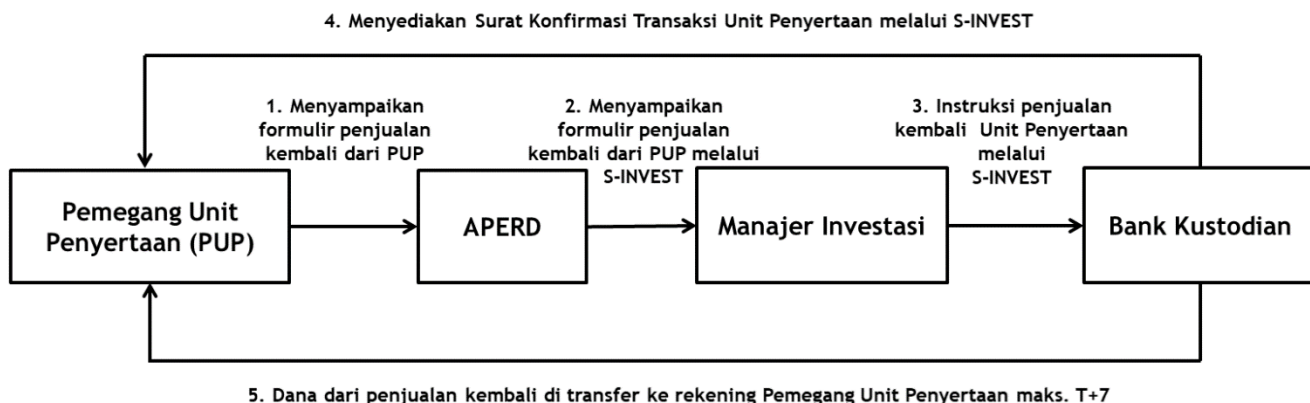 4. Menyediakan Surat Konfirmasi Transaksi Unit Penyertaan melalui S-INVEST
1. Menyampaikan
formulir penjualan
kembali dari PUP
2. Menyampaikan
formulir penjualan
kembali dari PUP melalui
S-INVEST
3. Instruksi penjualan
kembali Unit Penyertaan
melalui
S-INVEST
Pemegang Unit
Penyertaan (PUP)
APERD
Manajer Investasi
Bank Kustodian
5. Dana dari penjualan kembali di transfer ke rekening Pemegang Unit Penyertaan maks. T+7